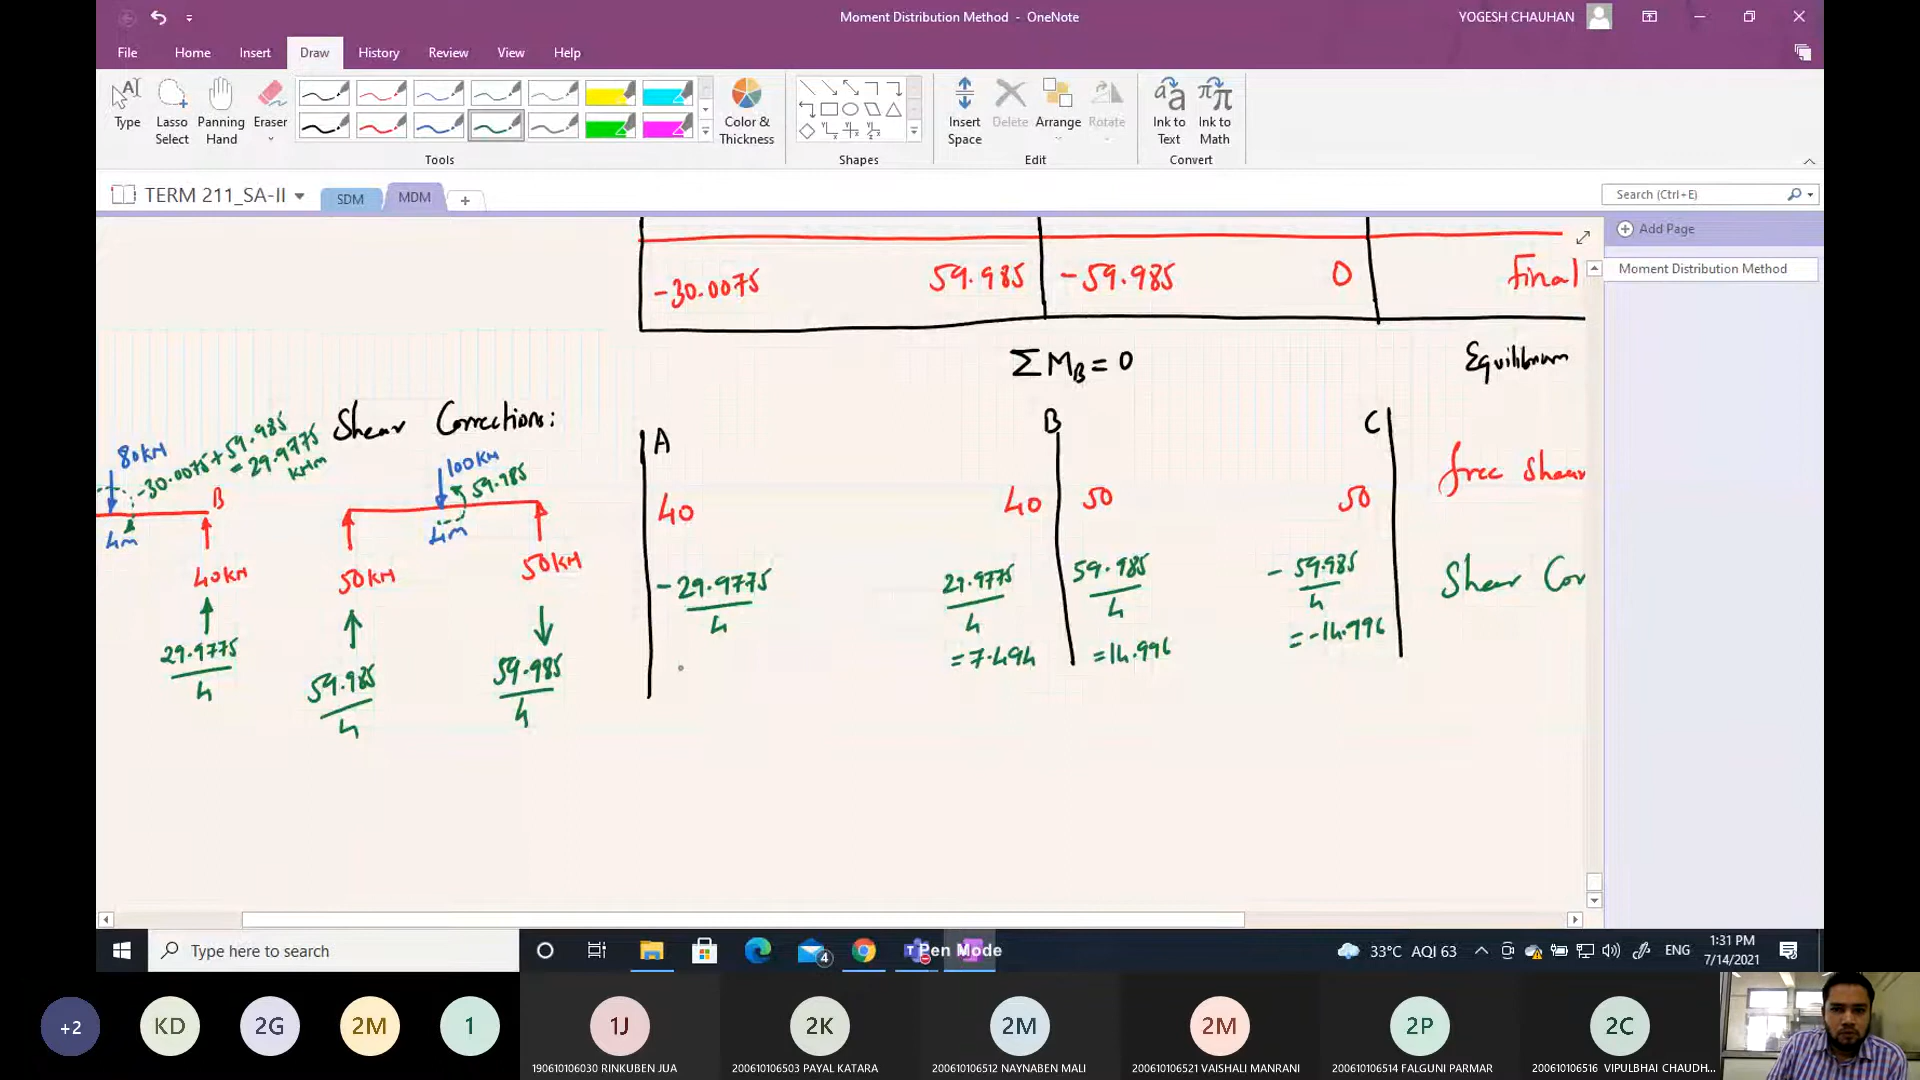 Moment Distribution Method - OneNote
YOGESH CHAUHAN
File Home Insert Draw History Review View Help
Type
Lasso Select
Panning Hand
Eraser
Color & Thickness
Insert Space
Delete
Arrange
Rotate
Ink to Text
Ink to Math
Tools
Shapes
Edit
Convert
TERM 211_SA-II
SDM
MDM
Search (Ctrl+E)
Add Page
Moment Distribution Method
-30.0075 59.985 -59.985 0 Final
ΣM_B = 0
Equilibrium
Shear Corrections:
80KN
-30.0075+59.985
= 29.9775
KNm
B
4m
40KN
29.9775/4
100KN
59.985
4m
50KN
50KN
59.985/4
59.985/4
A B C
40 40 50 50 free Shear
-29.9775/4 29.9775/4 59.985/4 -59.985/4 Shear Cor
=7.494 =14.996 =-14.996
Type here to search
4
Pen Mode
33°C AQI 63
ENG
1:31 PM
7/14/2021
+2 KD 2G 2M 1 1J 2K 2M 2M 2P 2C
190610106030 RINKUBEN JUA
200610106503 PAYAL KATARA
200610106512 NAYNABEN MALI
200610106521 VAISHALI MANRANI
200610106514 FALGUNI PARMAR
200610106516 VIPULBHAI CHAUDH...